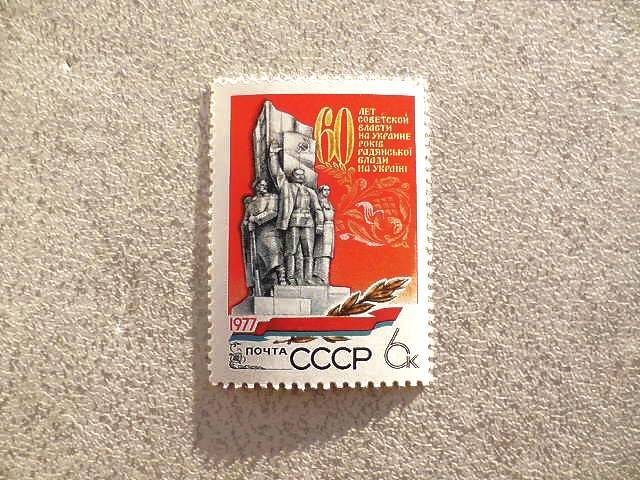 60
ЛЕТ
СОВЕТСКОЙ
ВЛАСТИ
НА УКРАИНЕ
РОКІВ
РАДЯНСЬКОЇ
ВЛАДИ
НА УКРАЇНІ
1977
ПОЧТА СССР 6к